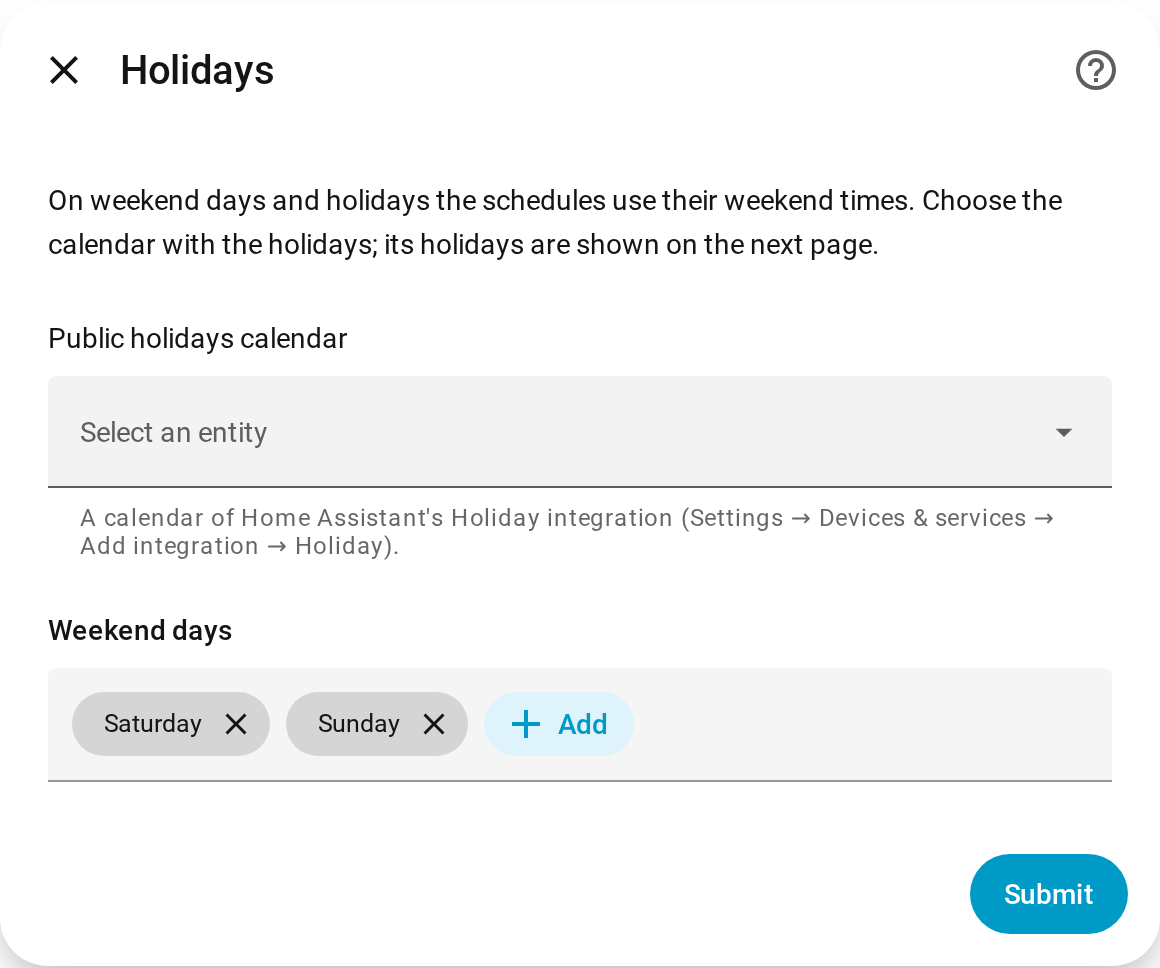 Holidays
On weekend days and holidays the schedules use their weekend times. Choose the
calendar with the holidays; its holidays are shown on the next page.
Public holidays calendar
Select an entity
A calendar of Home Assistant's Holiday integration (Settings → Devices & services →
Add integration → Holiday).
Weekend days
Saturday Sunday Add
Submit